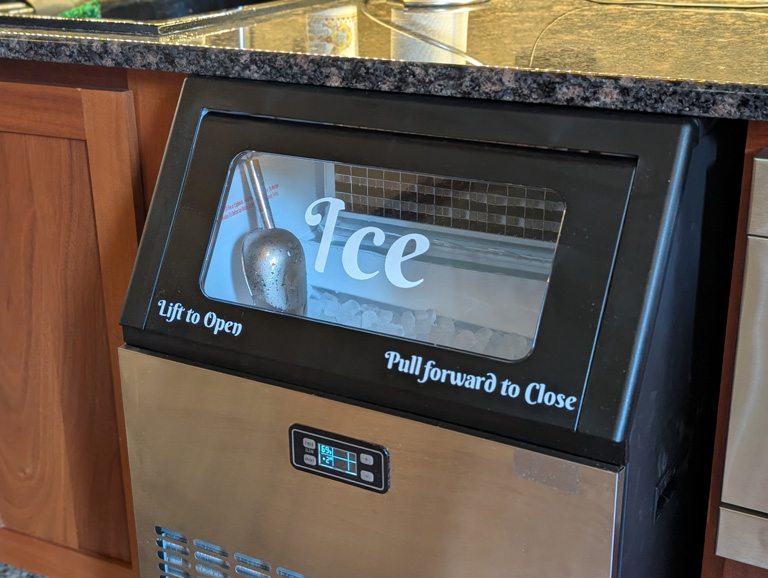 Ice
Lift to Open
Pull forward to Close